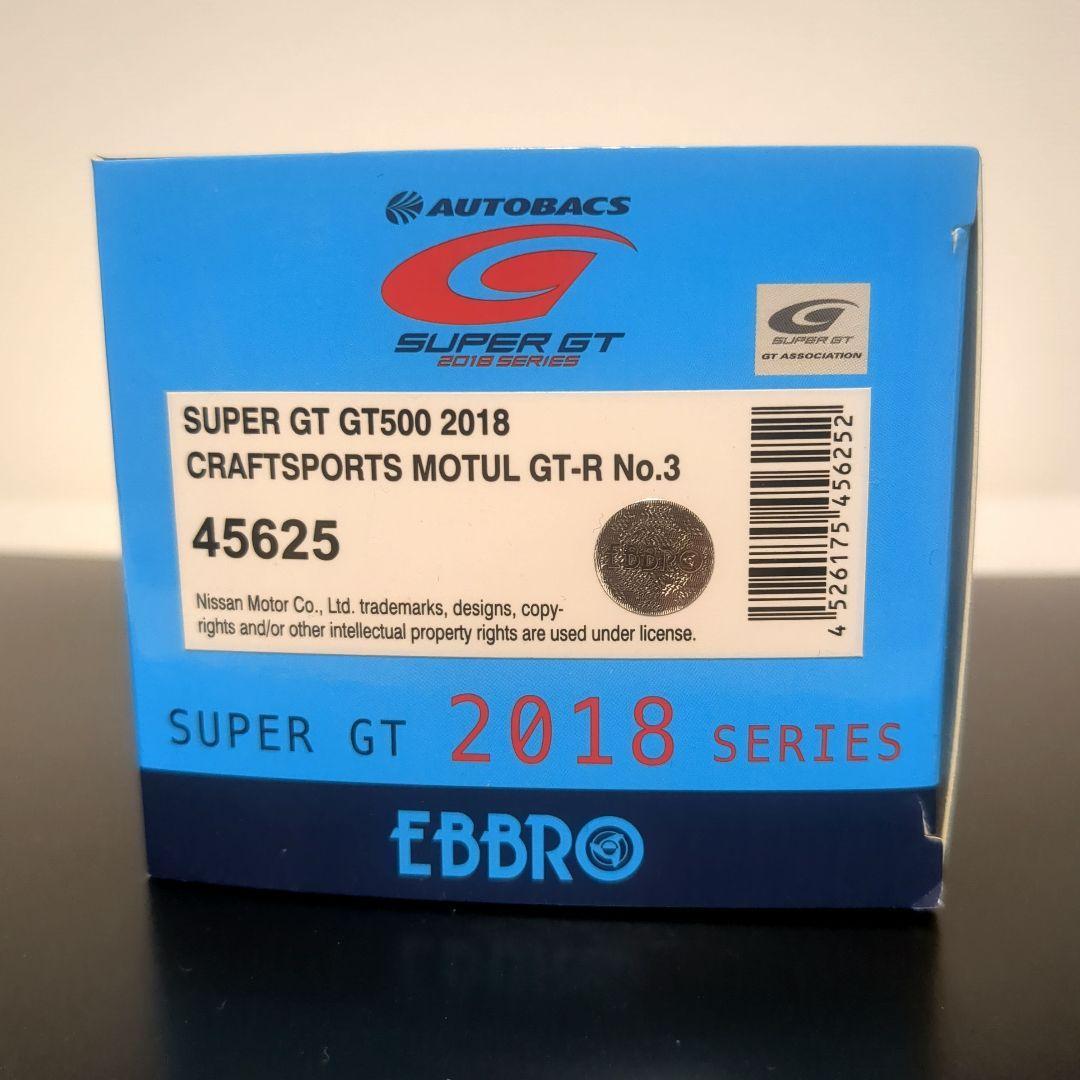 AUTOBACS
SUPER GT
2018 SERIES
SUPER GT
GT ASSOCIATION
SUPER GT GT500 2018
CRAFTSPORTS MOTUL GT-R No.3
45625
EBBRO
Nissan Motor Co., Ltd. trademarks, designs, copy-
rights and/or other intellectual property rights are used under license.
4 526175 456252
SUPER GT 2018 SERIES
EBBRO